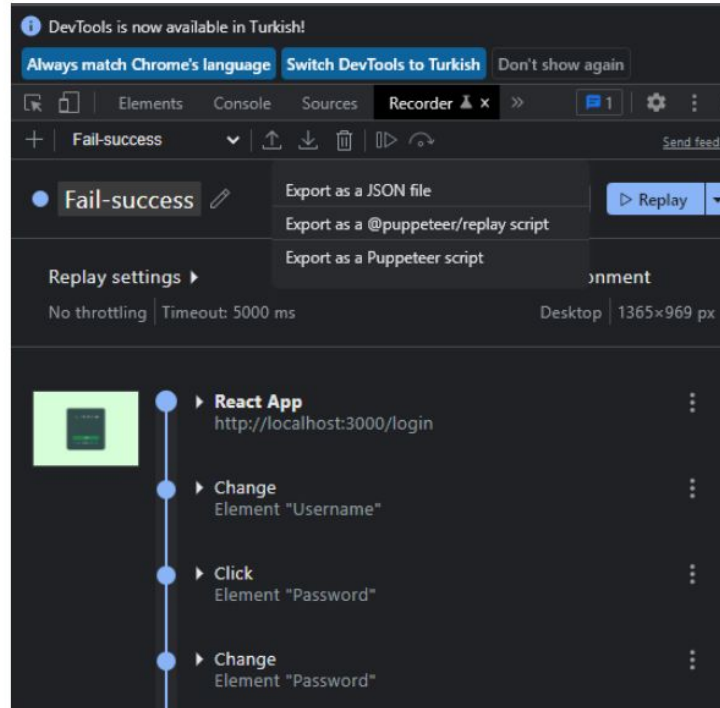 DevTools is now available in Turkish!
Always match Chrome's language Switch DevTools to Turkish Don't show again
Elements Console Sources Recorder × » 1
Fail-success Send feed
Fail-success
Export as a JSON file
Export as a @puppeteer/replay script
Export as a Puppeteer script
Replay
Replay settings onment
No throttling Timeout: 5000 ms Desktop 1365×969 px
React App
http://localhost:3000/login
Change
Element "Username"
Click
Element "Password"
Change
Element "Password"